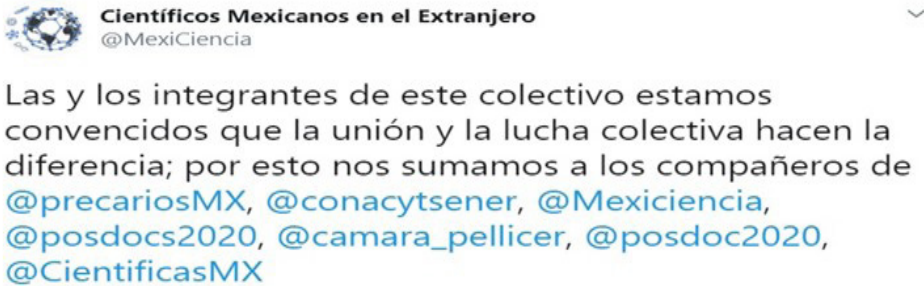 Científicos Mexicanos en el Extranjero
@MexiCiencia
Las y los integrantes de este colectivo estamos
convencidos que la unión y la lucha colectiva hacen la
diferencia; por esto nos sumamos a los compañeros de
@precariosMX, @conacytsener, @Mexiciencia,
@posdocs2020, @camara_pellicer, @posdoc2020,
@CientificasMX